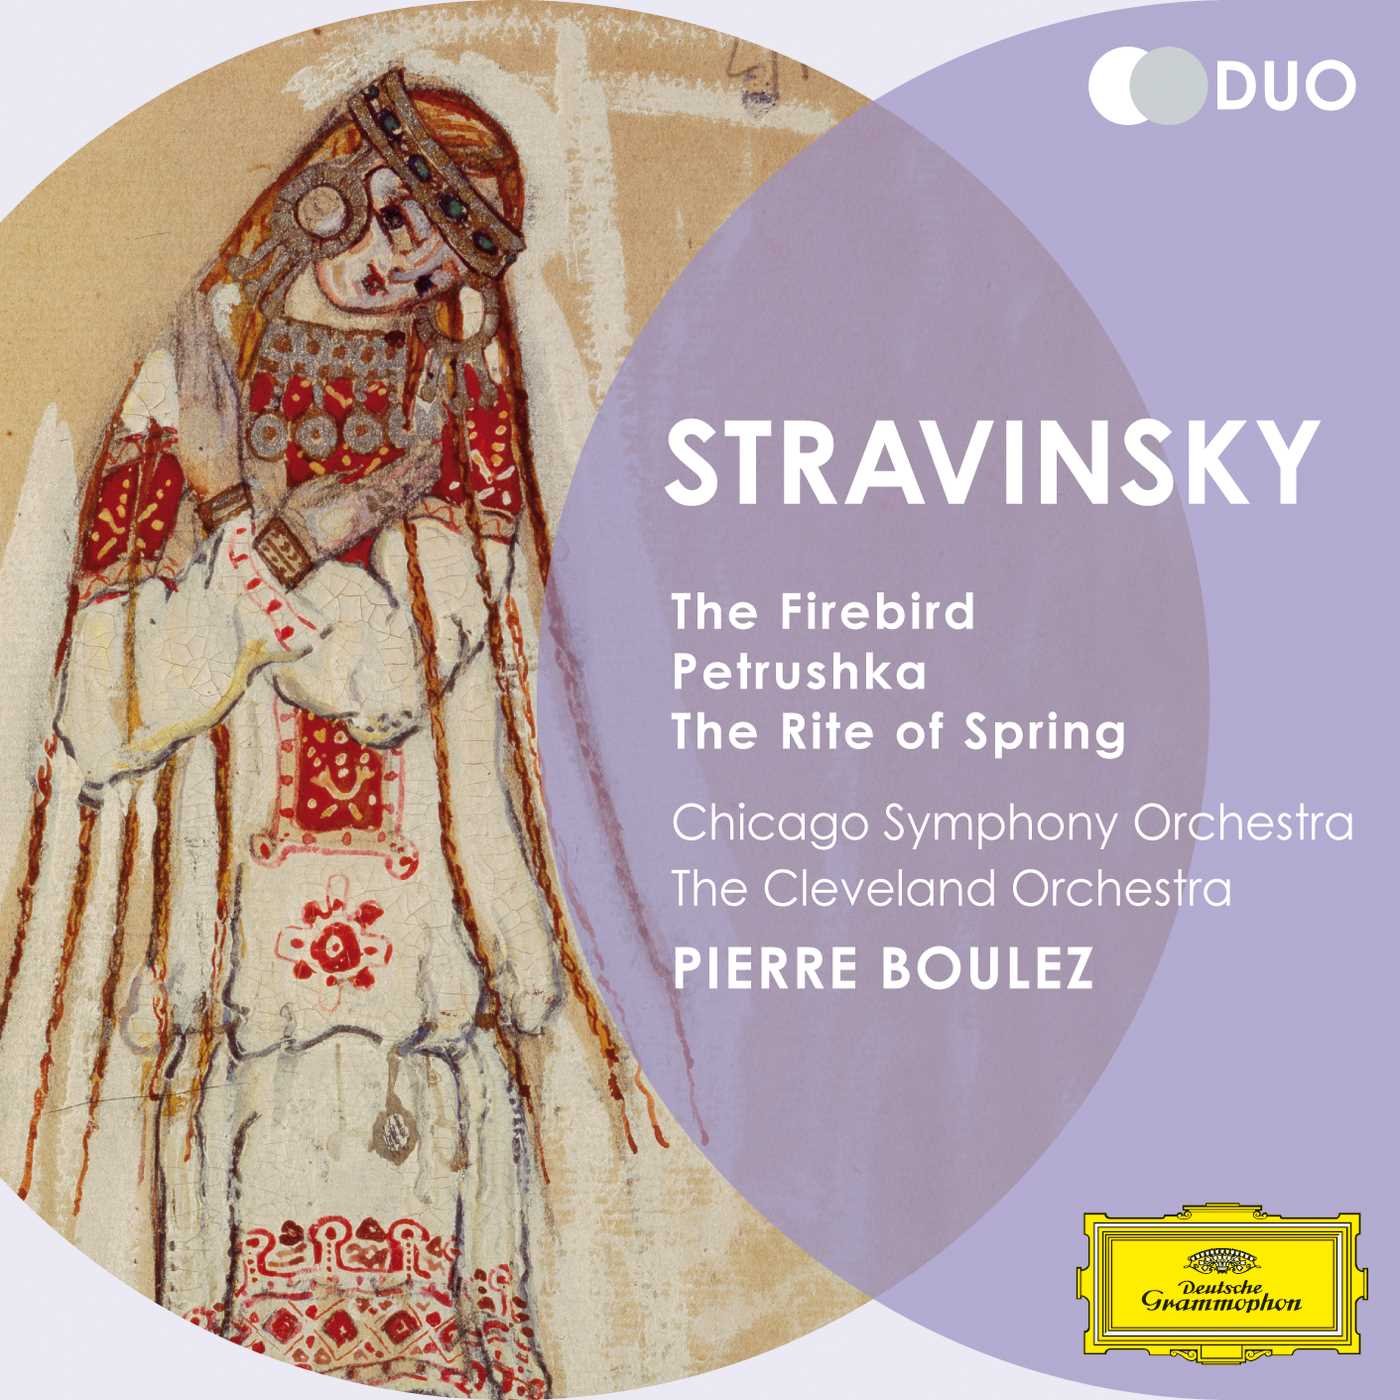 DUO
STRAVINSKY
The Firebird
Petrushka
The Rite of Spring
Chicago Symphony Orchestra
The Cleveland Orchestra
PIERRE BOULEZ
Deutsche
Grammophon